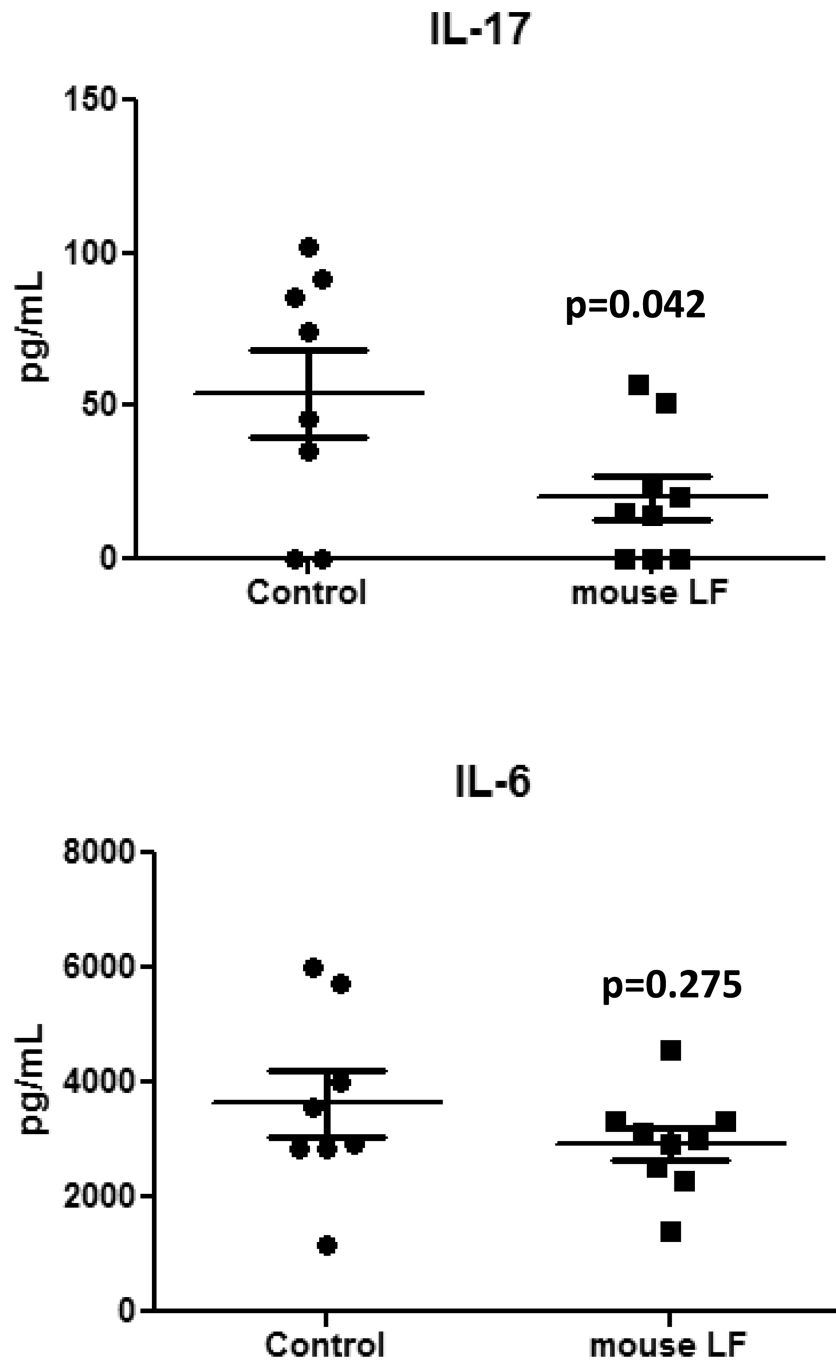 IL-17
150
100
50
0
pg/mL
p=0.042
Control mouse LF
IL-6
8000
6000
4000
2000
0
pg/mL
p=0.275
Control mouse LF